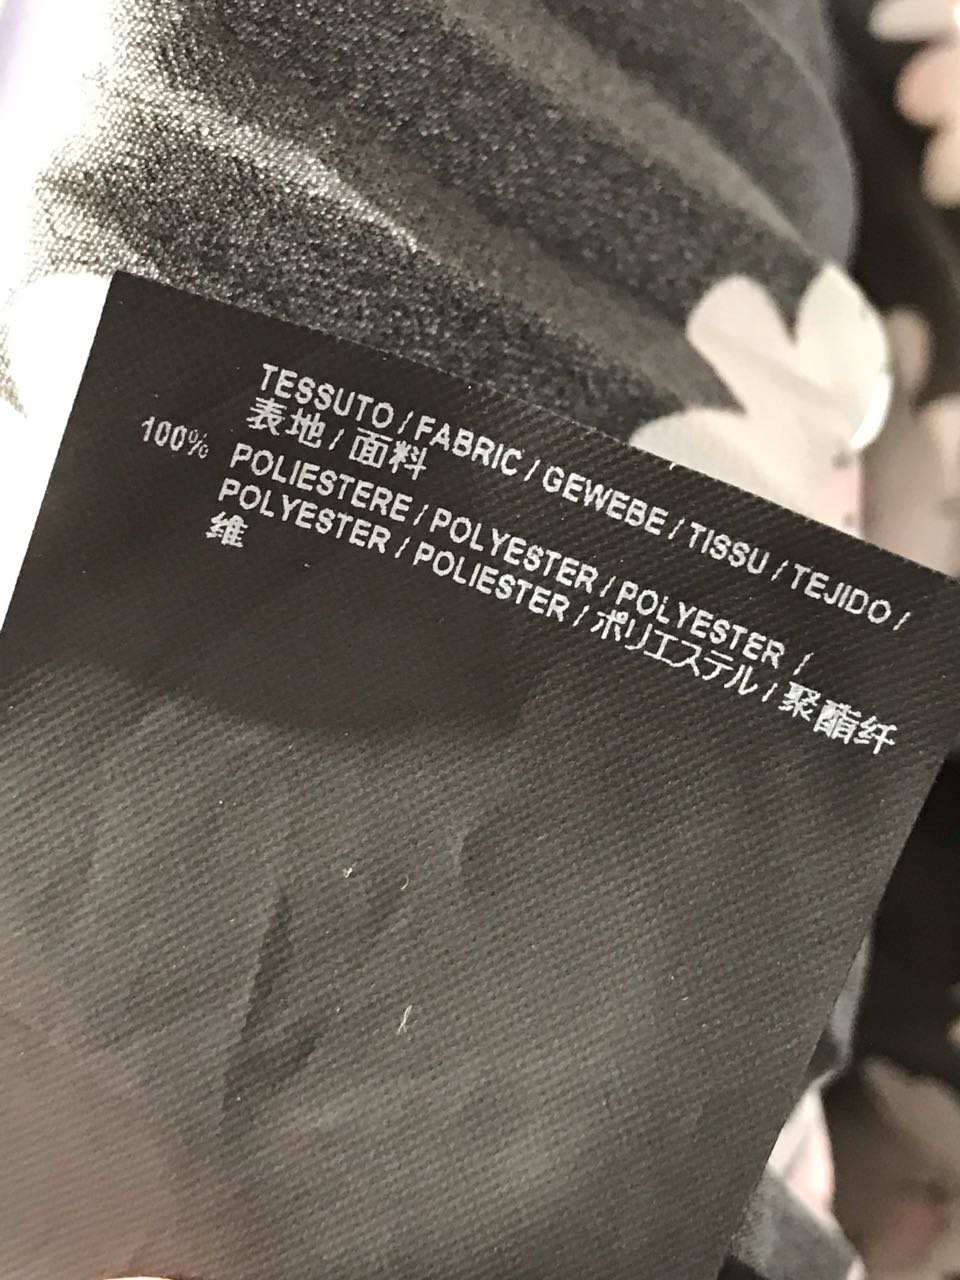 TESSUTO / FABRIC / GEWEBE / TISSU / TEJIDO /
表地 / 面料
100% POLIESTERE / POLYESTER / POLYESTER /
POLYESTER / POLIESTER / ポリエステル / 聚酯纤
维